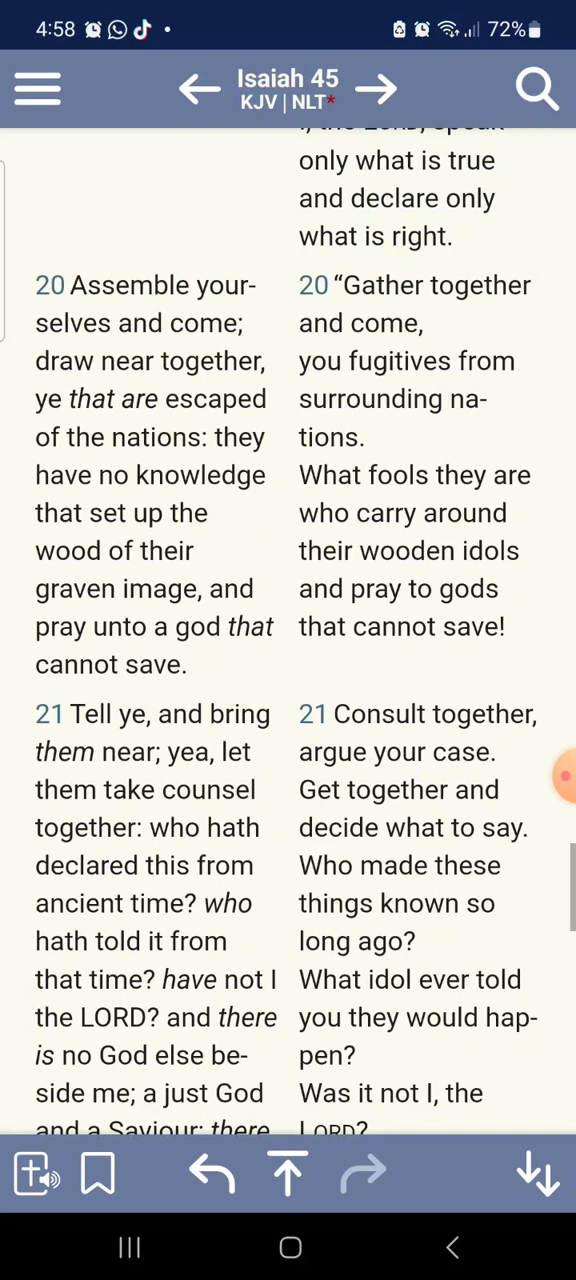 4:58
72%
Isaiah 45
KJV | NLT*
only what is true
and declare only
what is right.
20 Assemble your-
selves and come;
draw near together,
ye that are escaped
of the nations: they
have no knowledge
that set up the
wood of their
graven image, and
pray unto a god that
cannot save.
20 “Gather together
and come,
you fugitives from
surrounding na-
tions.
What fools they are
who carry around
their wooden idols
and pray to gods
that cannot save!
21 Tell ye, and bring
them near; yea, let
them take counsel
together: who hath
declared this from
ancient time? who
hath told it from
that time? have not I
the LORD? and there
is no God else be-
side me; a just God
and a Saviour; there
21 Consult together,
argue your case.
Get together and
decide what to say.
Who made these
things known so
long ago?
What idol ever told
you they would hap-
pen?
Was it not I, the
LORD?